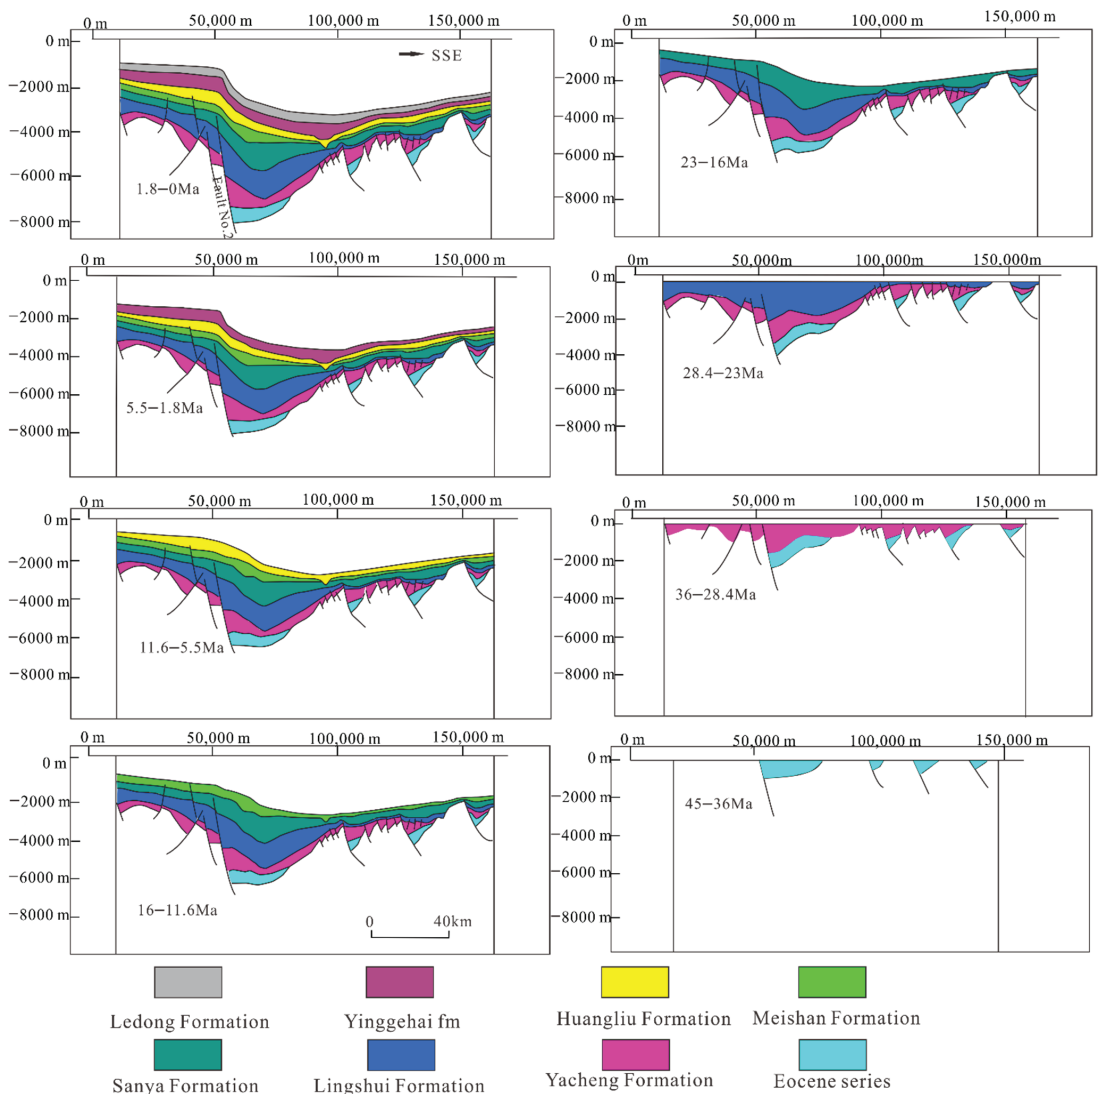 0 m 50,000 m 100,000 m 150,000 m
0 m
SSE
−2000 m
−4000 m
−6000 m
−8000 m
1.8−0Ma
Fault No.2
0 m 50,000 m 100,000 m 150,000 m
0 m
−2000 m
−4000 m
−6000 m
−8000 m
23−16Ma
0 m 50,000 m 100,000 m 150,000 m
0 m
−2000 m
−4000 m
−6000 m
−8000 m
5.5−1.8Ma
0 m 50,000 m 100,000 m 150,000 m
0 m
−2000 m
−4000 m
−6000 m
−8000 m
28.4−23Ma
0 m 50,000 m 100,000 m 150,000 m
0 m
−2000 m
−4000 m
−6000 m
−8000 m
11.6−5.5Ma
0 m 50,000 m 100,000 m 150,000 m
0 m
−2000 m
−4000 m
−6000 m
−8000 m
36−28.4Ma
0 m 50,000 m 100,000 m 150,000 m
0 m
−2000 m
−4000 m
−6000 m
−8000 m
16−11.6Ma
0 40km
0 m 50,000 m 100,000 m 150,000 m
0 m
−2000 m
−4000 m
−6000 m
−8000 m
45−36Ma
Ledong Formation Yinggehai fm Huangliu Formation Meishan Formation
Sanya Formation Lingshui Formation Yacheng Formation Eocene series